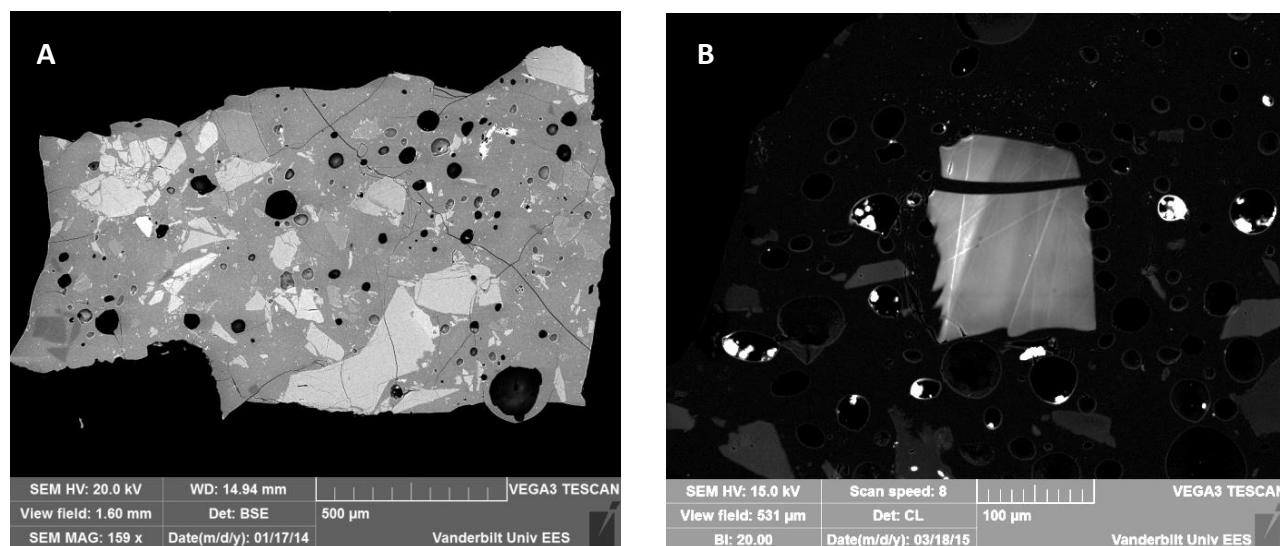 A
SEM HV: 20.0 kV WD: 14.94 mm VEGA3 TESCAN
View field: 1.60 mm Det: BSE 500 µm
SEM MAG: 159 x Date(m/d/y): 01/17/14 Vanderbilt Univ EES
B
SEM HV: 15.0 kV Scan speed: 8 VEGA3 TESCAN
View field: 531 µm Det: CL 100 µm
BI: 20.00 Date(m/d/y): 03/18/15 Vanderbilt Univ EES